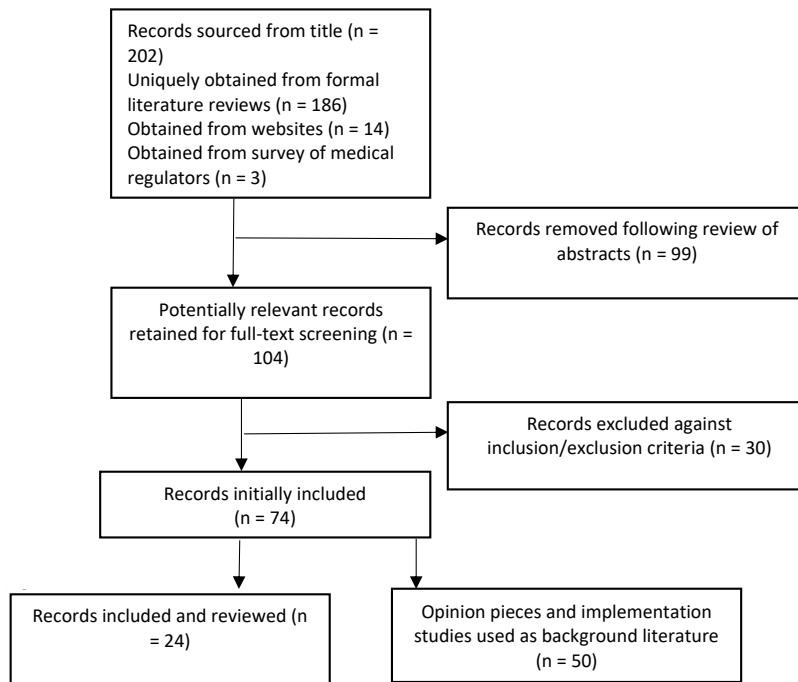 Records sourced from title (n =
202)
Uniquely obtained from formal
literature reviews (n = 186)
Obtained from websites (n = 14)
Obtained from survey of medical
regulators (n = 3)
Records removed following review of
abstracts (n = 99)
Potentially relevant records
retained for full-text screening (n =
104)
Records excluded against
inclusion/exclusion criteria (n = 30)
Records initially included
(n = 74)
Records included and reviewed (n
= 24)
Opinion pieces and implementation
studies used as background literature
(n = 50)